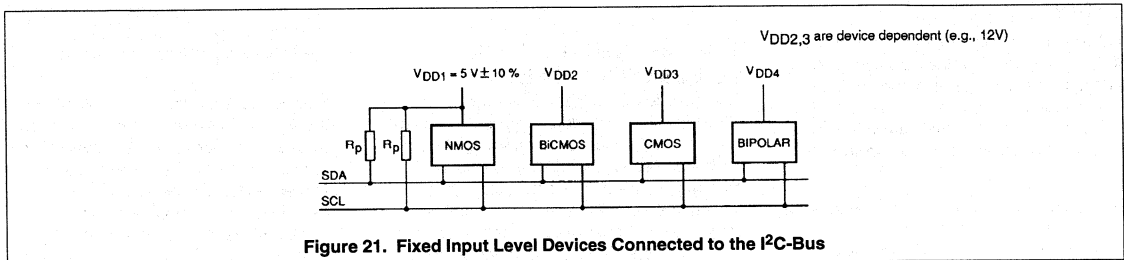 VDD2,3 are device dependent (e.g., 12V)
VDD1 = 5 V ± 10 % VDD2 VDD3 VDD4
Rp Rp NMOS BiCMOS CMOS BIPOLAR
SDA
SCL
Figure 21. Fixed Input Level Devices Connected to the I²C-Bus